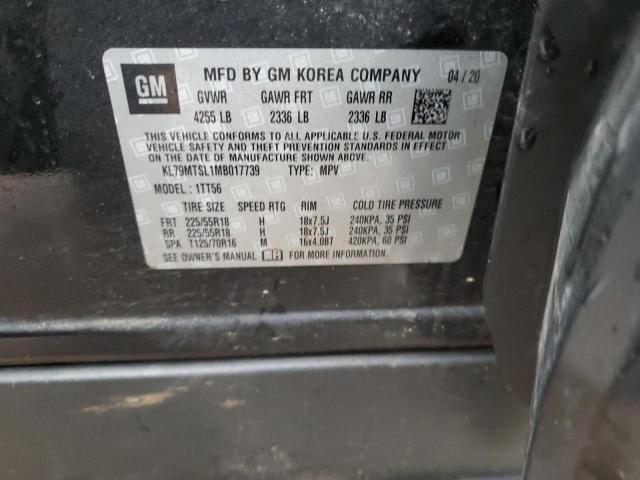 GM MFD BY GM KOREA COMPANY 04/20
GVWR GAWR FRT GAWR RR
4255 LB 2336 LB 2336 LB
THIS VEHICLE CONFORMS TO ALL APPLICABLE U.S. FEDERAL MOTOR
VEHICLE SAFETY AND THEFT PREVENTION STANDARDS IN EFFECT
ON THE DATE OF MANUFACTURE SHOWN ABOVE.
KL79MTSL1MB017739 TYPE: MPV
MODEL : 1TT56
TIRE SIZE SPEED RTG RIM COLD TIRE PRESSURE
FRT 225/55R18 H 18x7.5J 240KPA, 35 PSI
RR 225/55R18 H 18x7.5J 240KPA, 35 PSI
SPA T125/70R16 M 16x4.0BT 420KPA, 60 PSI
SEE OWNER'S MANUAL FOR MORE INFORMATION.